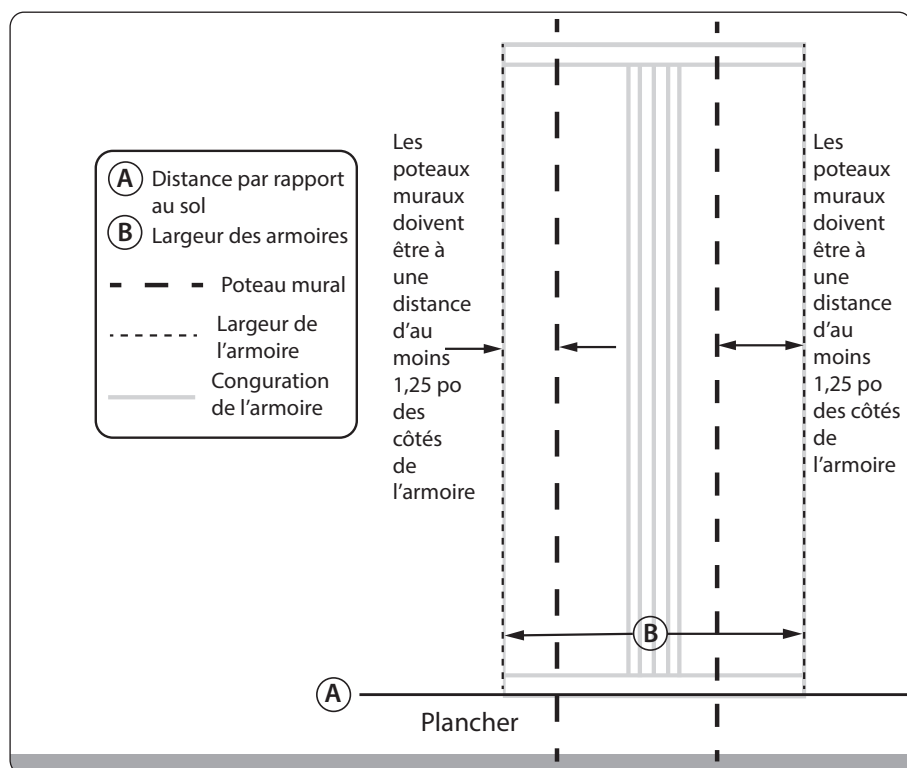 A Distance par rapport
au sol
B Largeur des armoires
Poteau mural
Largeur de
l'armoire
Conguration
de l'armoire
Les
poteaux
muraux
doivent
être à
une
distance
d'au
moins
1,25 po
des
côtés
de
l'armoire
Les
poteaux
muraux
doivent
être à
une
distance
d'au
moins
1,25 po
des côtés
de
l'armoire
B
A
Plancher